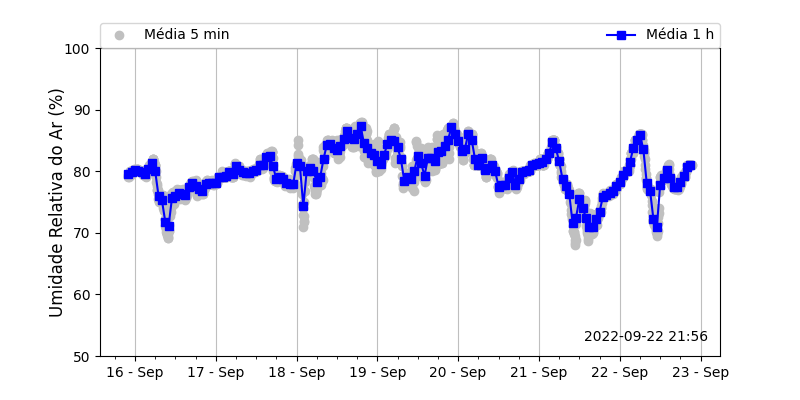 Média 5 min
Média 1 h
100
90
80
70
60
50
Umidade Relativa do Ar (%)
2022-09-22 21:56
16 - Sep
17 - Sep
18 - Sep
19 - Sep
20 - Sep
21 - Sep
22 - Sep
23 - Sep